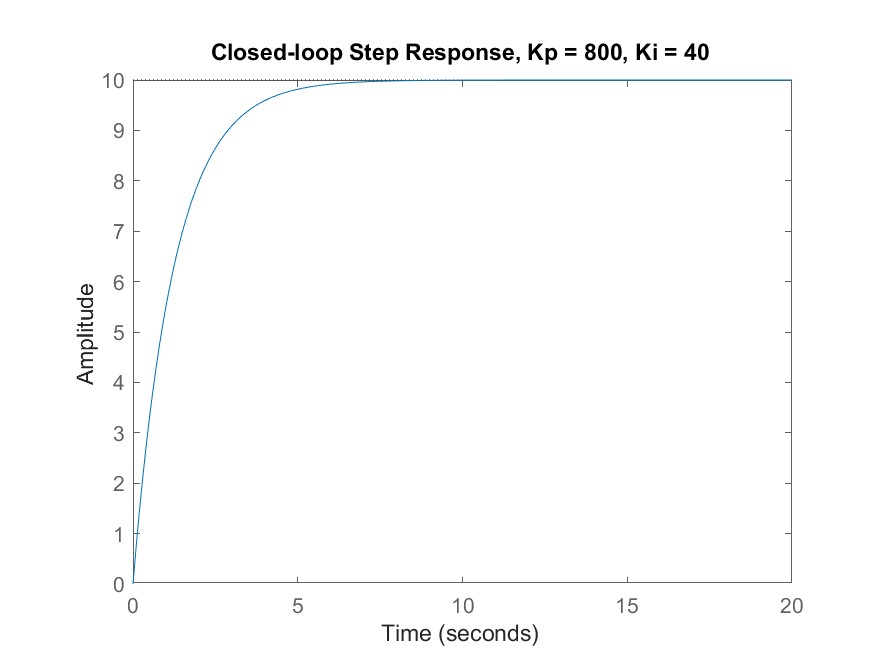 Closed-loop Step Response, Kp = 800, Ki = 40
10
9
8
7
6
5
4
3
2
1
0
Amplitude
0 5 10 15 20
Time (seconds)